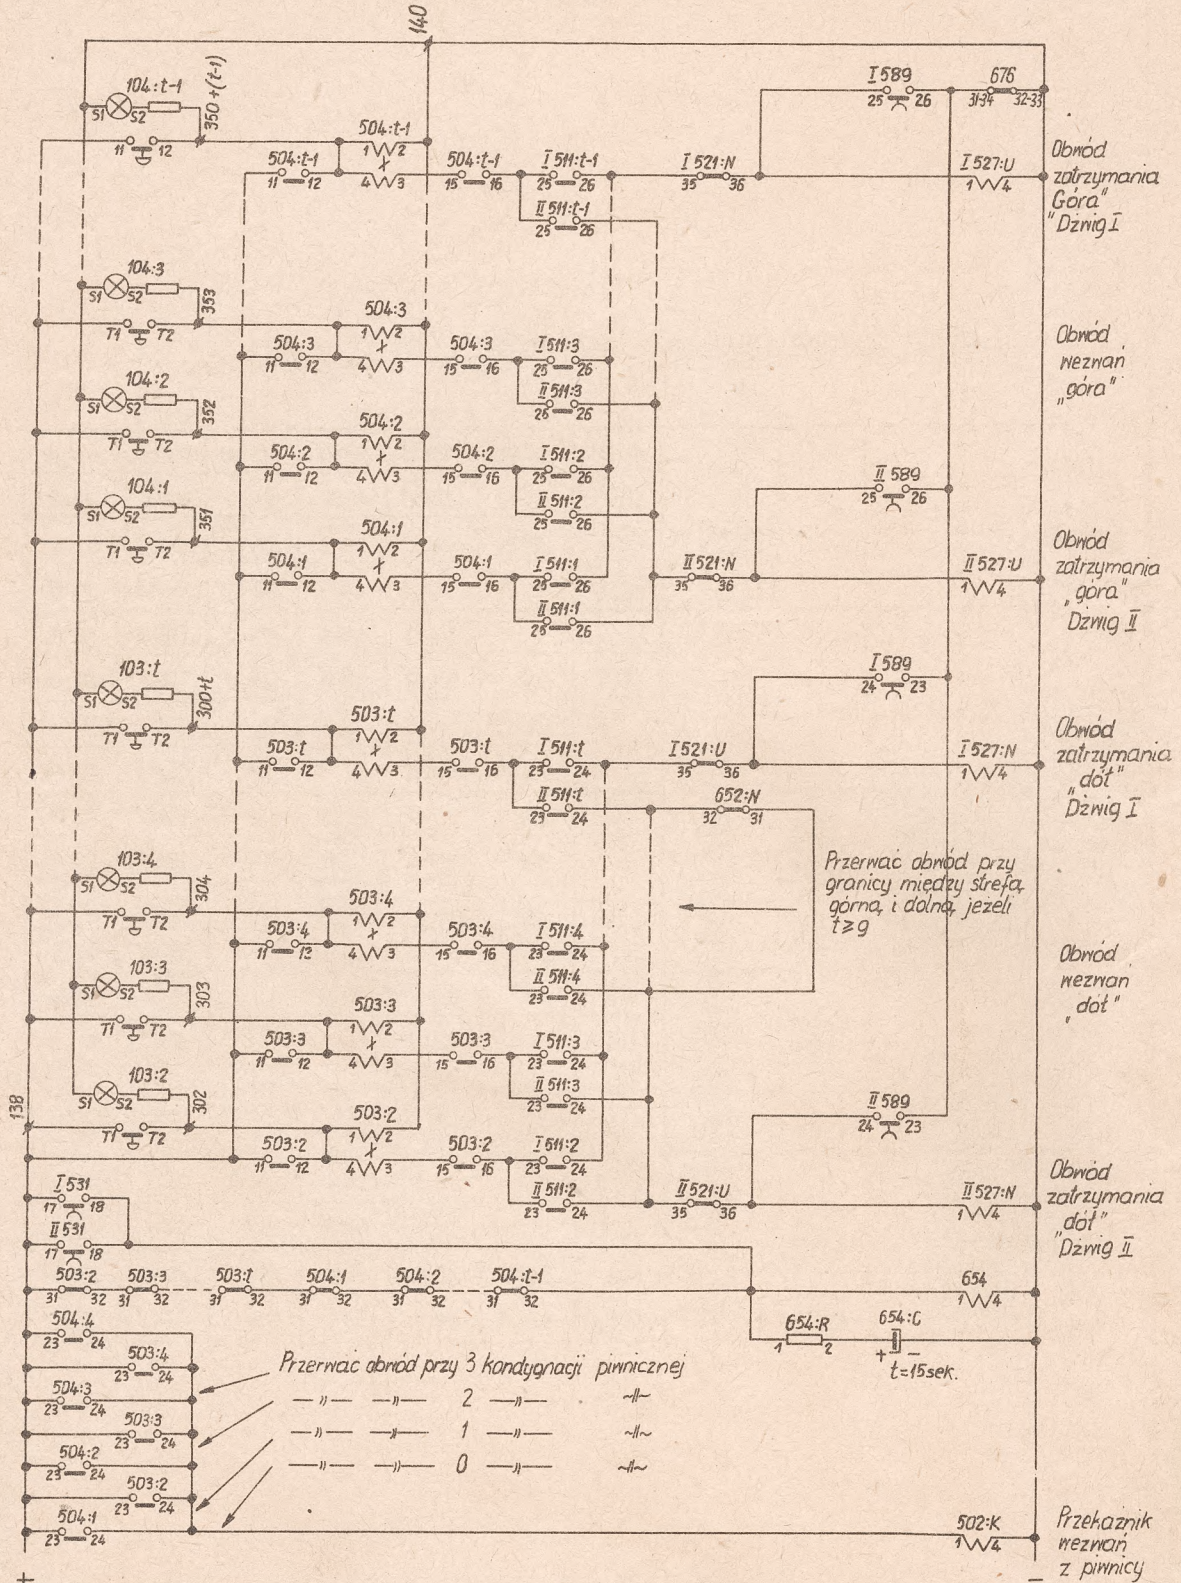 140
104:t-1
S1 S2
350+(t-1)
I 589
25 26
676
31-34 32-33
11 12
504:t-1
1 2
4 3
504:t-1
11 12
504:t-1
15 16
I 511:t-1
25 26
II 511:t-1
25 26
I 521:N
35 36
I 527:U
1 4
Obwód
zatrzymania
Góra"
"Dźwig I
104:3
S1 S2
353
T1 T2
504:3
1 2
4 3
504:3
11 12
504:3
15 16
I 511:3
25 26
II 511:3
25 26
Obwód
wezwań
„góra"
104:2
S1 S2
352
T1 T2
504:2
1 2
4 3
504:2
11 12
504:2
15 16
I 511:2
25 26
II 511:2
25 26
II 589
25 26
104:1
S1 S2
351
T1 T2
504:1
1 2
4 3
504:1
11 12
504:1
15 16
I 511:1
25 26
II 511:1
25 26
II 521:N
35 36
II 527:U
1 4
Obwód
zatrzymania
„góra"
Dźwig II
103:t
S1 S2
300+t
T1 T2
503:t
1 2
4 3
503:t
11 12
503:t
15 16
I 511:t
23 24
II 511:t
23 24
I 521:U
35 36
652:N
32 31
I 589
24 23
I 527:N
1 4
Obwód
zatrzymania
„dół"
Dźwig I
Przerwać obwód przy
granicy między strefą
górną i dolną jeżeli
t≥9
103:4
S1 S2
304
T1 T2
503:4
1 2
4 3
503:4
11 12
503:4
15 16
I 511:4
23 24
II 511:4
23 24
Obwód
wezwań
„dół"
103:3
S1 S2
303
T1 T2
503:3
1 2
4 3
503:3
11 12
503:3
15 16
I 511:3
23 24
II 511:3
23 24
103:2
S1 S2
302
138
T1 T2
503:2
1 2
4 3
503:2
11 12
503:2
15 16
I 511:2
23 24
II 511:2
23 24
II 521:U
35 36
II 589
24 23
II 527:N
1 4
Obwód
zatrzymania
„dół"
Dźwig II
I 531
17 18
II 531
17 18
503:2 503:3 503:t 504:1 504:2 504:t-1
31 32 31 32 31 32 31 32 31 32 31 32
654
1 4
654:R
1 2
654:C
+ −
t=15sek.
504:4
23 24
503:4
23 24
504:3
23 24
503:3
23 24
504:2
23 24
503:2
23 24
504:1
23 24
Przerwać obwód przy 3 kondygnacji piwnicznej
—〃— —〃— 2 —〃— ~〃~
—〃— —〃— 1 —〃— ~〃~
—〃— —〃— 0 —〃— ~〃~
502:K
1 4
Przekaźnik
wezwań
z piwnicy
+ −